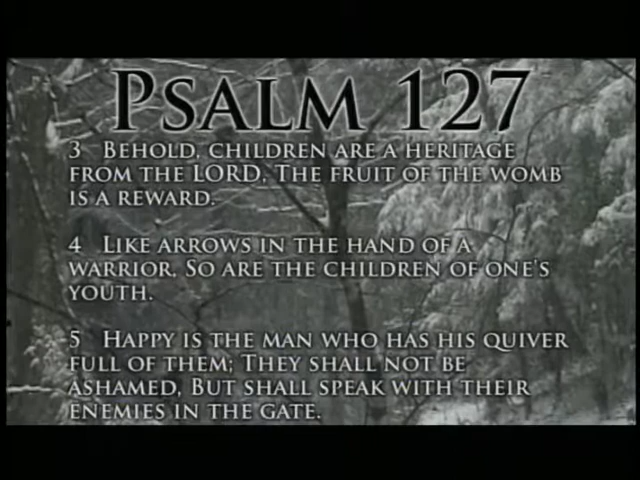 PSALM 127
3 BEHOLD, CHILDREN ARE A HERITAGE
FROM THE LORD, THE FRUIT OF THE WOMB
IS A REWARD.
4 LIKE ARROWS IN THE HAND OF A
WARRIOR, SO ARE THE CHILDREN OF ONE'S
YOUTH.
5 HAPPY IS THE MAN WHO HAS HIS QUIVER
FULL OF THEM; THEY SHALL NOT BE
ASHAMED, BUT SHALL SPEAK WITH THEIR
ENEMIES IN THE GATE.